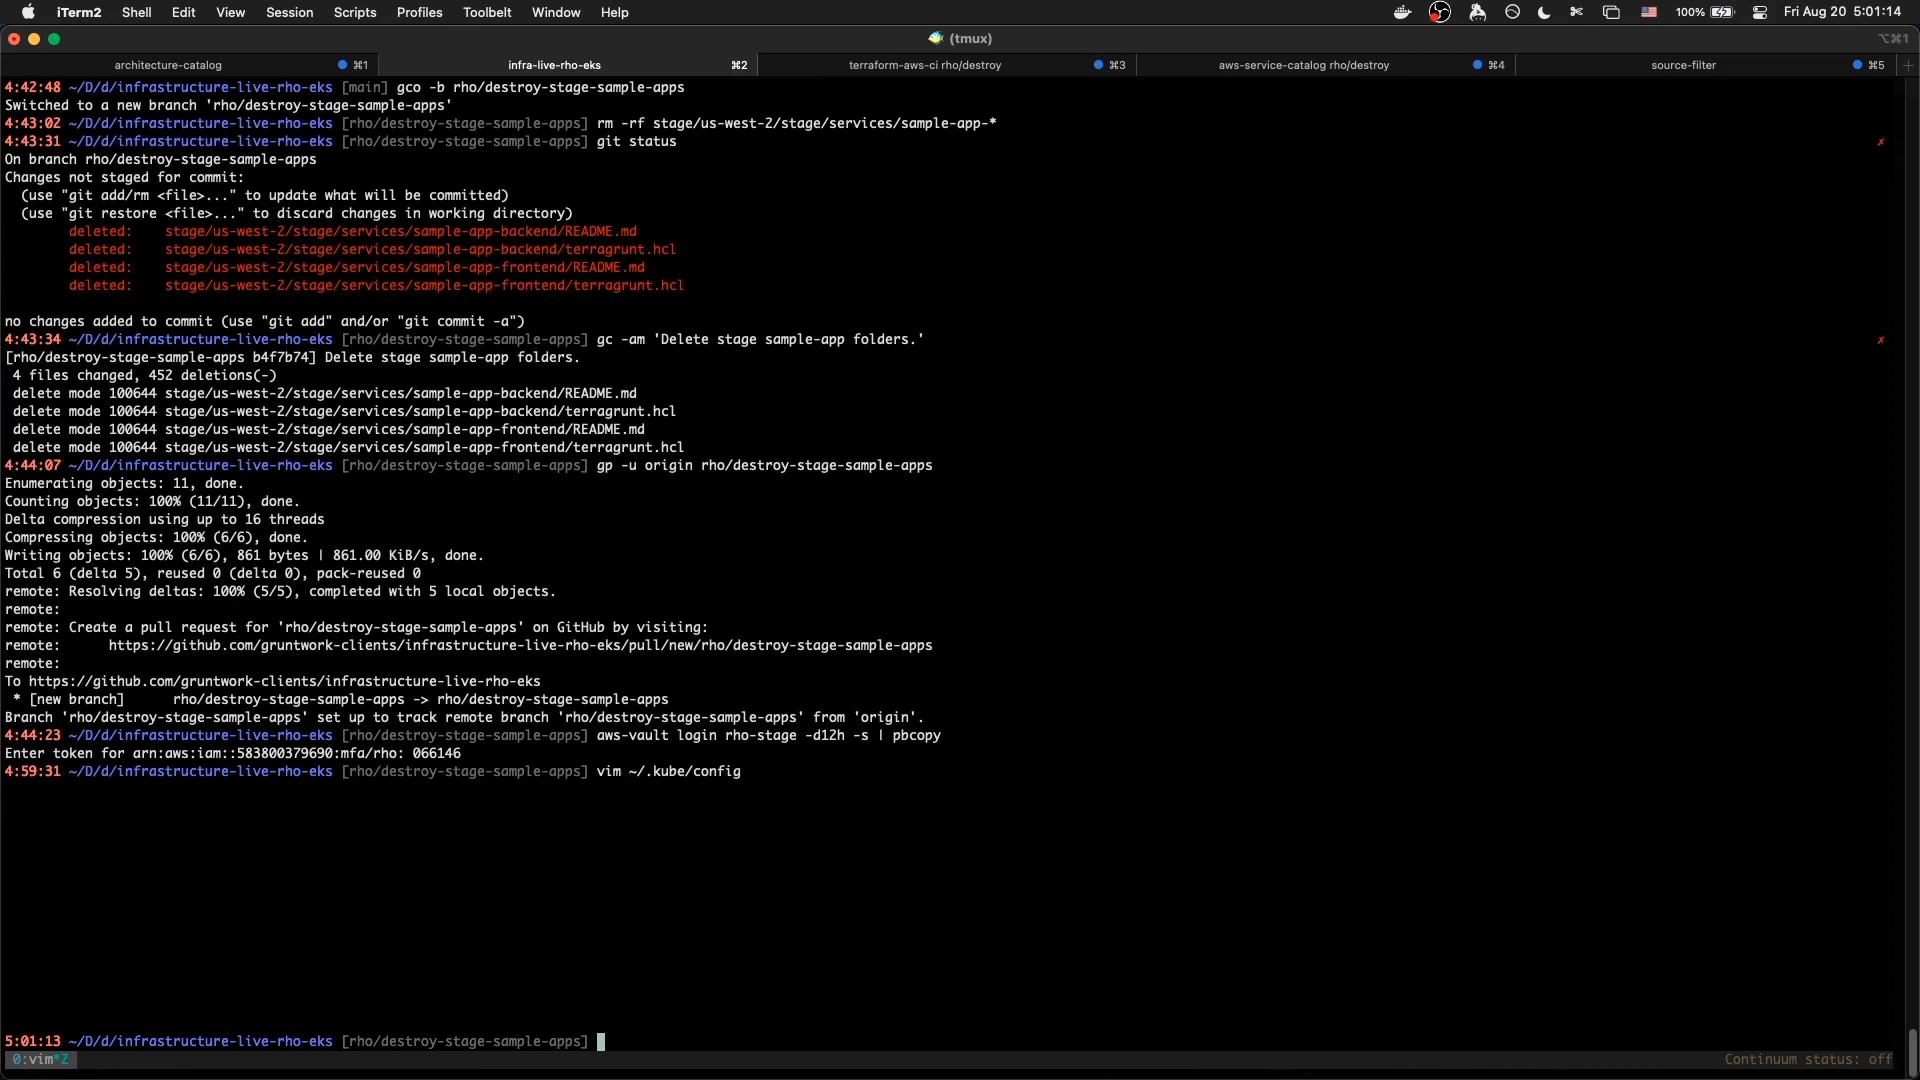 iTerm2 Shell Edit View Session Scripts Profiles Toolbelt Window Help 100% Fri Aug 20 5:01:14
(tmux) ⌥⌘1
architecture-catalog ⌘1 infra-live-rho-eks ⌘2 terraform-aws-ci rho/destroy ⌘3 aws-service-catalog rho/destroy ⌘4 source-filter ⌘5 +
4:42:48 ~/D/d/infrastructure-live-rho-eks [main] gco -b rho/destroy-stage-sample-apps
Switched to a new branch 'rho/destroy-stage-sample-apps'
4:43:02 ~/D/d/infrastructure-live-rho-eks [rho/destroy-stage-sample-apps] rm -rf stage/us-west-2/stage/services/sample-app-*
4:43:31 ~/D/d/infrastructure-live-rho-eks [rho/destroy-stage-sample-apps] git status ✗
On branch rho/destroy-stage-sample-apps
Changes not staged for commit:
  (use "git add/rm <file>..." to update what will be committed)
  (use "git restore <file>..." to discard changes in working directory)
        deleted:    stage/us-west-2/stage/services/sample-app-backend/README.md
        deleted:    stage/us-west-2/stage/services/sample-app-backend/terragrunt.hcl
        deleted:    stage/us-west-2/stage/services/sample-app-frontend/README.md
        deleted:    stage/us-west-2/stage/services/sample-app-frontend/terragrunt.hcl
no changes added to commit (use "git add" and/or "git commit -a")
4:43:34 ~/D/d/infrastructure-live-rho-eks [rho/destroy-stage-sample-apps] gc -am 'Delete stage sample-app folders.' ✗
[rho/destroy-stage-sample-apps b4f7b74] Delete stage sample-app folders.
 4 files changed, 452 deletions(-)
 delete mode 100644 stage/us-west-2/stage/services/sample-app-backend/README.md
 delete mode 100644 stage/us-west-2/stage/services/sample-app-backend/terragrunt.hcl
 delete mode 100644 stage/us-west-2/stage/services/sample-app-frontend/README.md
 delete mode 100644 stage/us-west-2/stage/services/sample-app-frontend/terragrunt.hcl
4:44:07 ~/D/d/infrastructure-live-rho-eks [rho/destroy-stage-sample-apps] gp -u origin rho/destroy-stage-sample-apps
Enumerating objects: 11, done.
Counting objects: 100% (11/11), done.
Delta compression using up to 16 threads
Compressing objects: 100% (6/6), done.
Writing objects: 100% (6/6), 861 bytes | 861.00 KiB/s, done.
Total 6 (delta 5), reused 0 (delta 0), pack-reused 0
remote: Resolving deltas: 100% (5/5), completed with 5 local objects.
remote:
remote: Create a pull request for 'rho/destroy-stage-sample-apps' on GitHub by visiting:
remote:      https://github.com/gruntwork-clients/infrastructure-live-rho-eks/pull/new/rho/destroy-stage-sample-apps
remote:
To https://github.com/gruntwork-clients/infrastructure-live-rho-eks
 * [new branch]      rho/destroy-stage-sample-apps -> rho/destroy-stage-sample-apps
Branch 'rho/destroy-stage-sample-apps' set up to track remote branch 'rho/destroy-stage-sample-apps' from 'origin'.
4:44:23 ~/D/d/infrastructure-live-rho-eks [rho/destroy-stage-sample-apps] aws-vault login rho-stage -d12h -s | pbcopy
Enter token for arn:aws:iam::583800379690:mfa/rho: 066146
4:59:31 ~/D/d/infrastructure-live-rho-eks [rho/destroy-stage-sample-apps] vim ~/.kube/config
5:01:13 ~/D/d/infrastructure-live-rho-eks [rho/destroy-stage-sample-apps]
0:vim*Z Continuum status: off